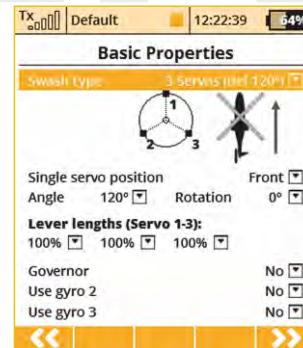 Tx Default 12:22:39 64%
Basic Properties
Swash type 3 Servos (def 120°)
1
2 3
Single servo position Front
Angle 120° Rotation 0°
Lever lengths (Servo 1-3):
100% 100% 100%
Governor No
Use gyro 2 No
Use gyro 3 No